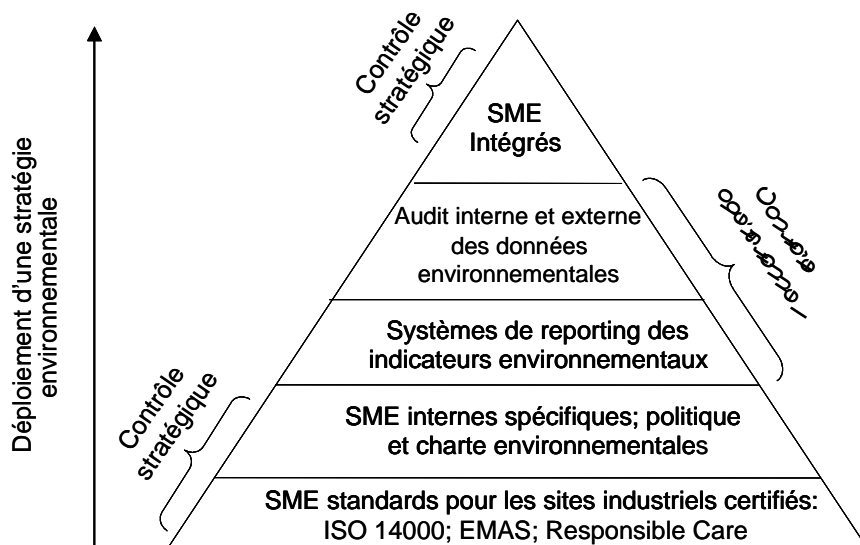 Contrôle
stratégique
SME
Intégrés
Audit interne et externe
des données
environnementales
Systèmes de reporting des
indicateurs environnementaux
Contrôle
stratégique
SME internes spécifiques; politique
et charte environnementales
SME standards pour les sites industriels certifiés:
ISO 14000; EMAS; Responsible Care
Déploiement d'une stratégie
environnementale